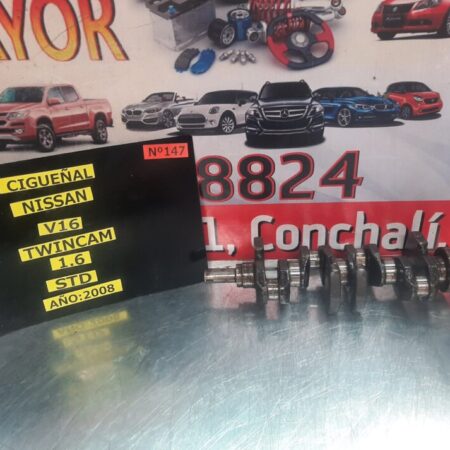 YOR
Nº147
CIGUEÑAL
NISSAN
V16
TWINCAM
1.6
STD
AÑO:2008
8824
1, Conchalí.